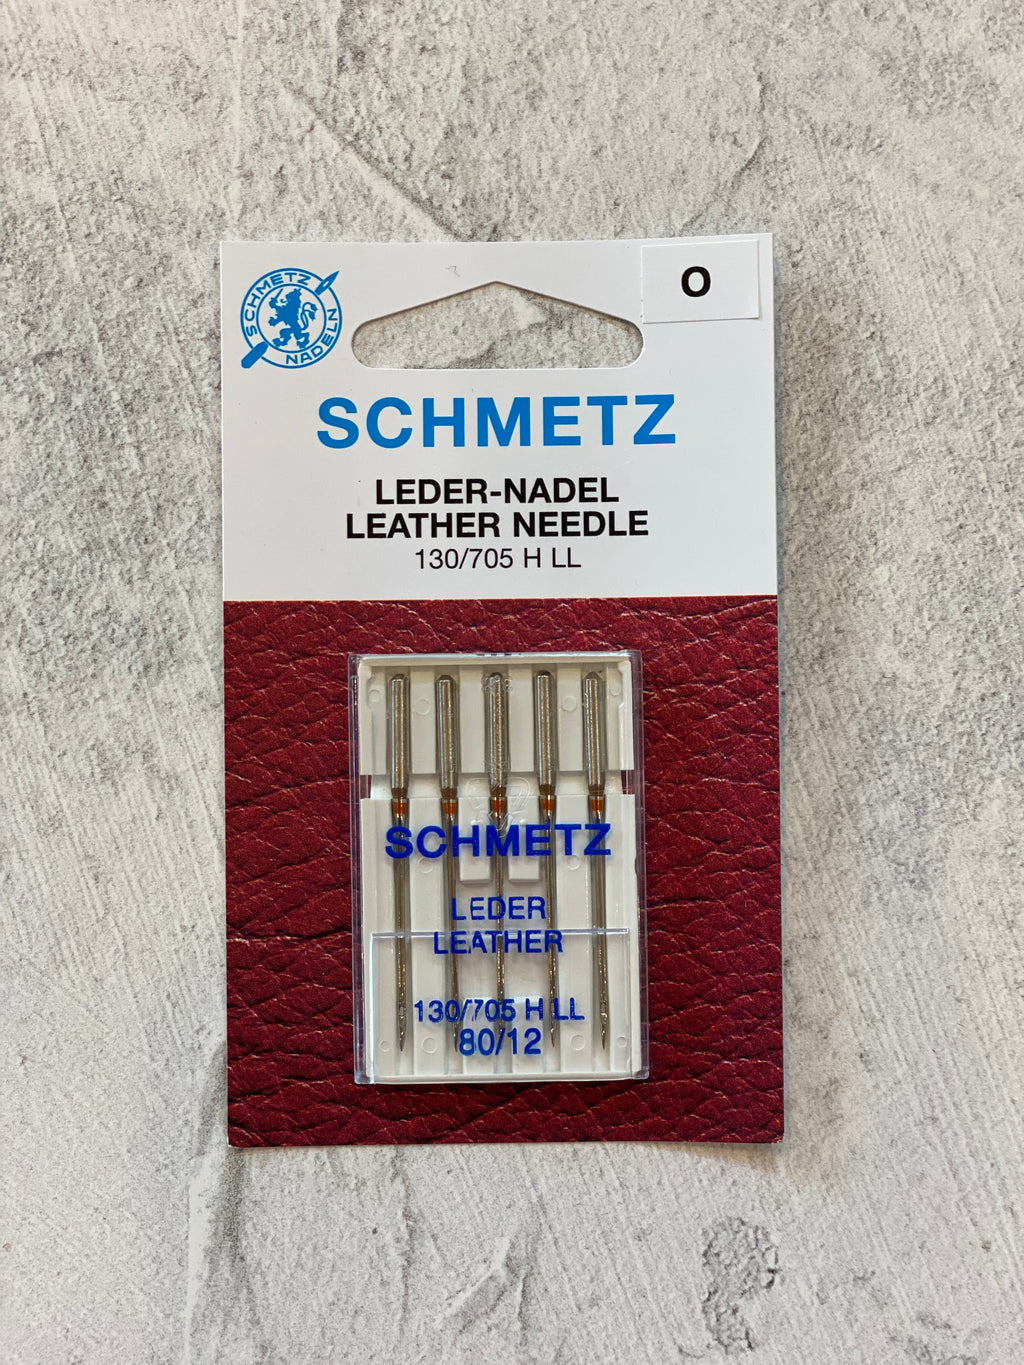 SCHMETZ
NADELN
O
SCHMETZ
LEDER-NADEL
LEATHER NEEDLE
130/705 H LL
SCHMETZ
LEDER
LEATHER
130/705 H LL
80/12